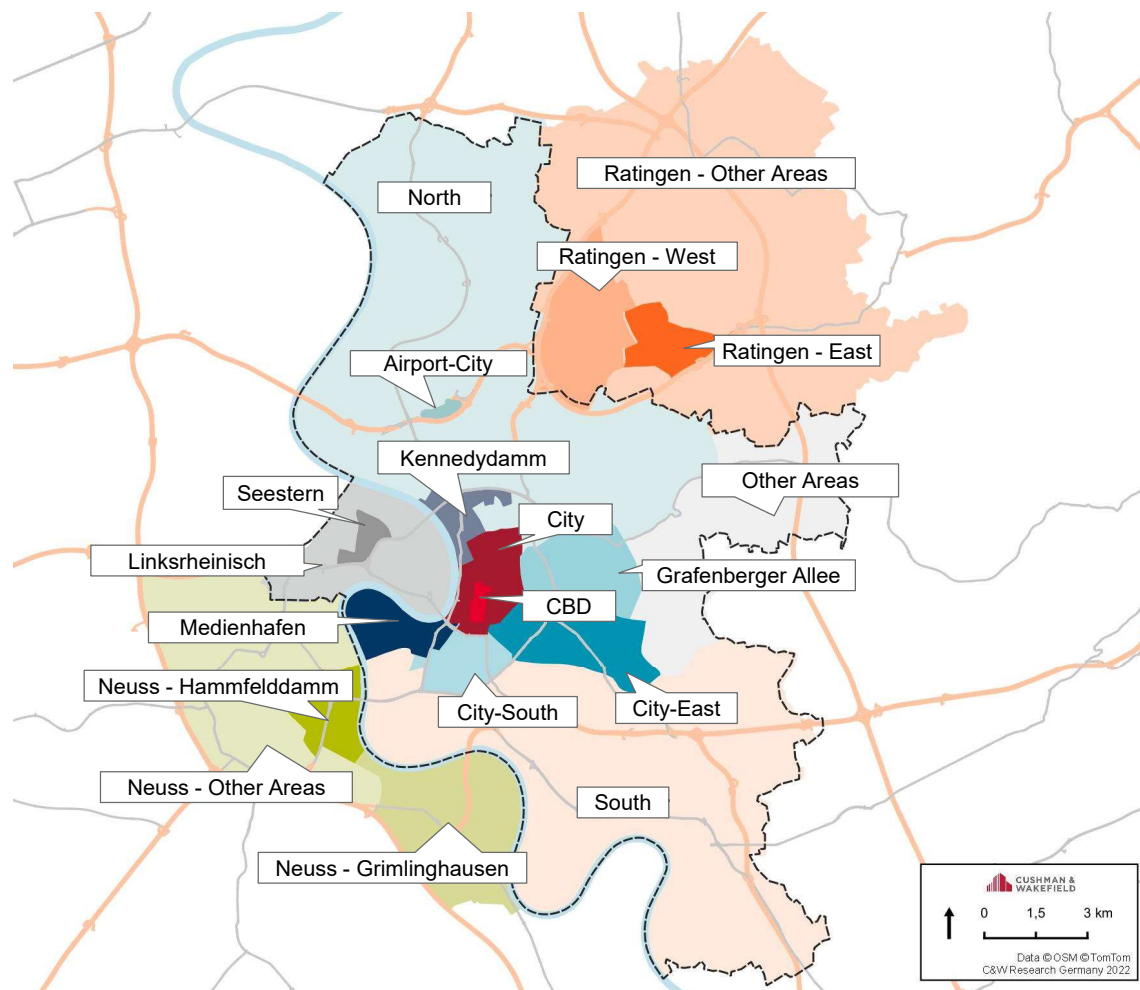 Ratingen - Other Areas
North
Ratingen - West
Ratingen - East
Airport-City
Kennedydamm
Other Areas
Seestern
City
Linksrheinisch
Grafenberger Allee
CBD
Medienhafen
Neuss - Hammfelddamm
City-South
City-East
Neuss - Other Areas
South
Neuss - Grimlinghausen
CUSHMAN &
WAKEFIELD
0 1,5 3 km
Data © OSM © TomTom
C&W Research Germany 2022